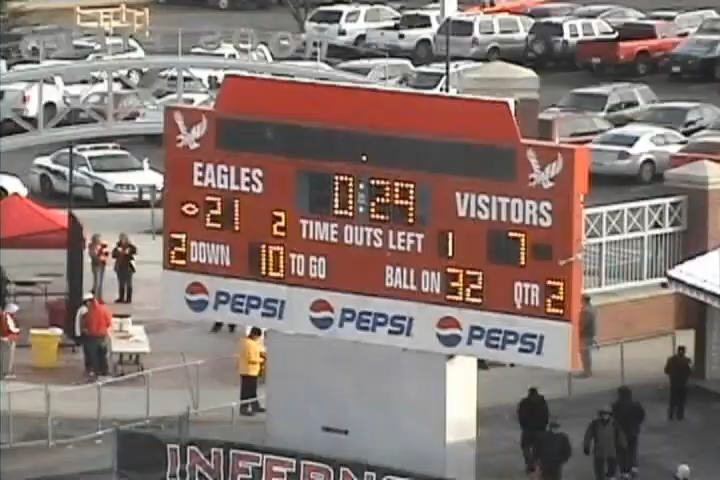 0:29
EAGLES
VISITORS
21 2 TIME OUTS LEFT 1 7
2 DOWN 10 TO GO BALL ON 32 QTR 2
PEPSI PEPSI PEPSI
INFERNO